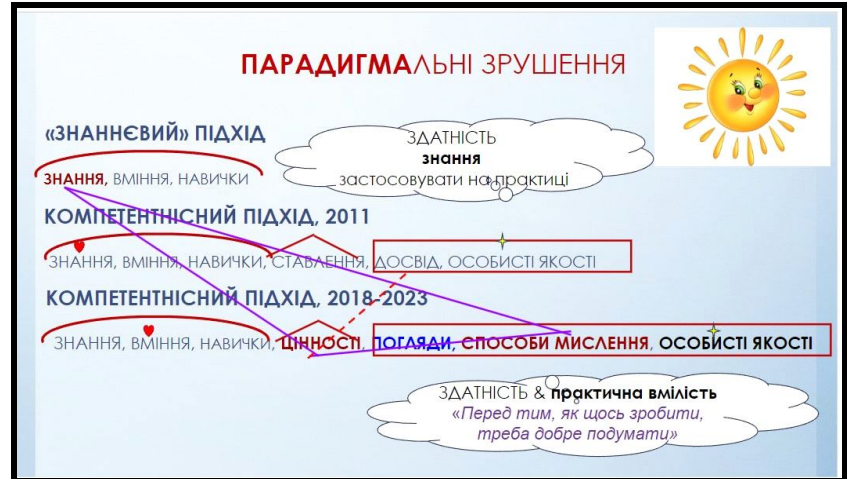 ПАРАДИГМАЛЬНІ ЗРУШЕННЯ
«ЗНАННЄВИЙ» ПІДХІД
ЗДАТНІСТЬ
знання
застосовувати на практиці
ЗНАННЯ, ВМІННЯ, НАВИЧКИ
КОМПЕТЕНТНІСНИЙ ПІДХІД, 2011
ЗНАННЯ, ВМІННЯ, НАВИЧКИ, СТАВЛЕННЯ, ДОСВІД, ОСОБИСТІ ЯКОСТІ
КОМПЕТЕНТНІСНИЙ ПІДХІД, 2018-2023
ЗНАННЯ, ВМІННЯ, НАВИЧКИ, ЦІННОСТІ, ПОГЛЯДИ, СПОСОБИ МИСЛЕННЯ, ОСОБИСТІ ЯКОСТІ
ЗДАТНІСТЬ & практична вмілість
«Перед тим, як щось зробити,
треба добре подумати»